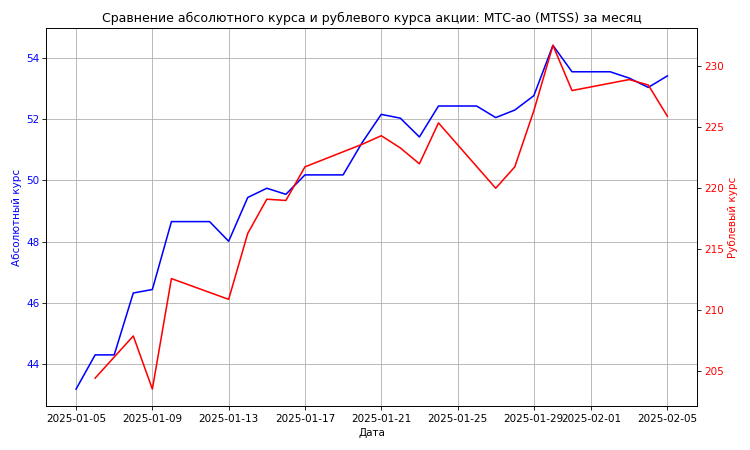 Сравнение абсолютного курса и рублевого курса акции: МТС-ао (MTSS) за месяц
54
52
50
48
46
44
Абсолютный курс
230
225
220
215
210
205
Рублевый курс
2025-01-05 2025-01-09 2025-01-13 2025-01-17 2025-01-21 2025-01-25 2025-01-29 2025-02-01 2025-02-05
Дата